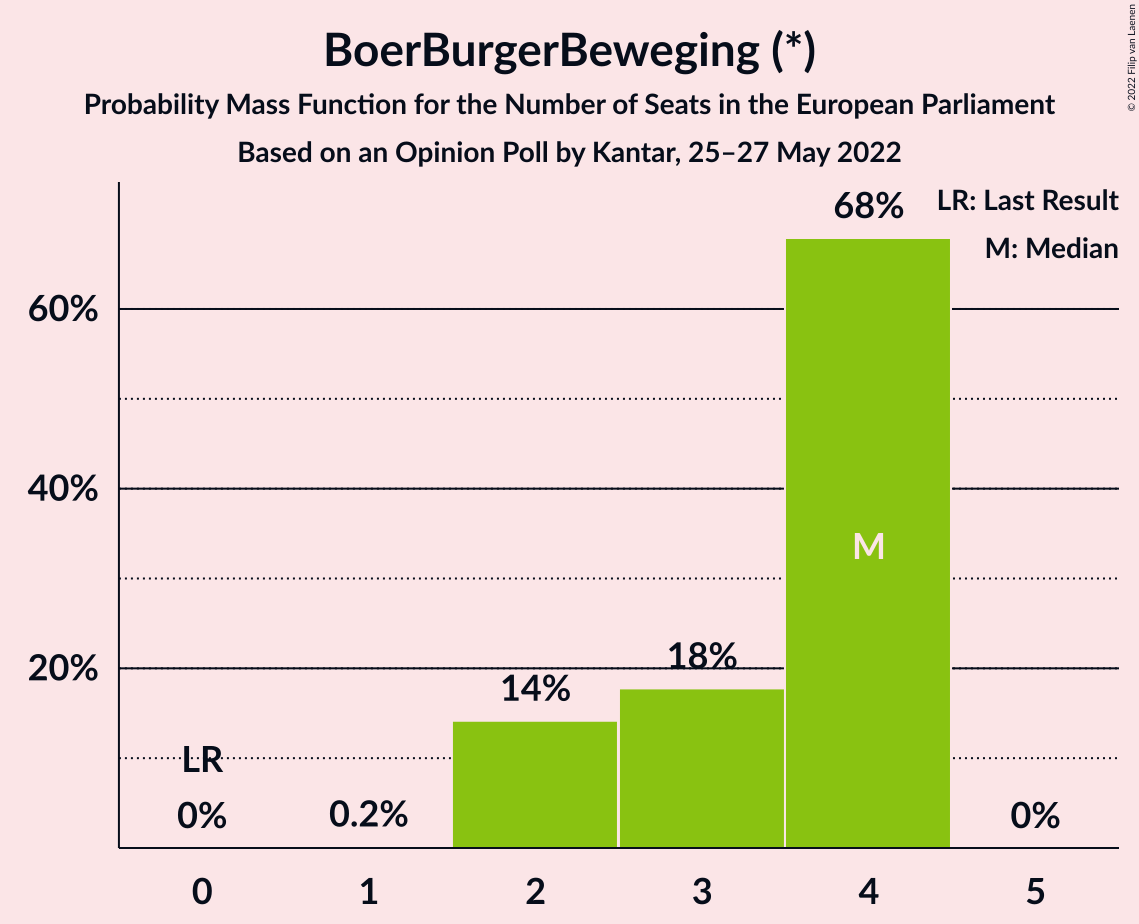 BoerBurgerBeweging (*)
Probability Mass Function for the Number of Seats in the European Parliament
Based on an Opinion Poll by Kantar, 25–27 May 2022
© 2022 Filip van Laenen
LR: Last Result
M: Median
68%
60%
40%
M
20%
18%
14%
LR
0%
0.2%
0%
0 1 2 3 4 5